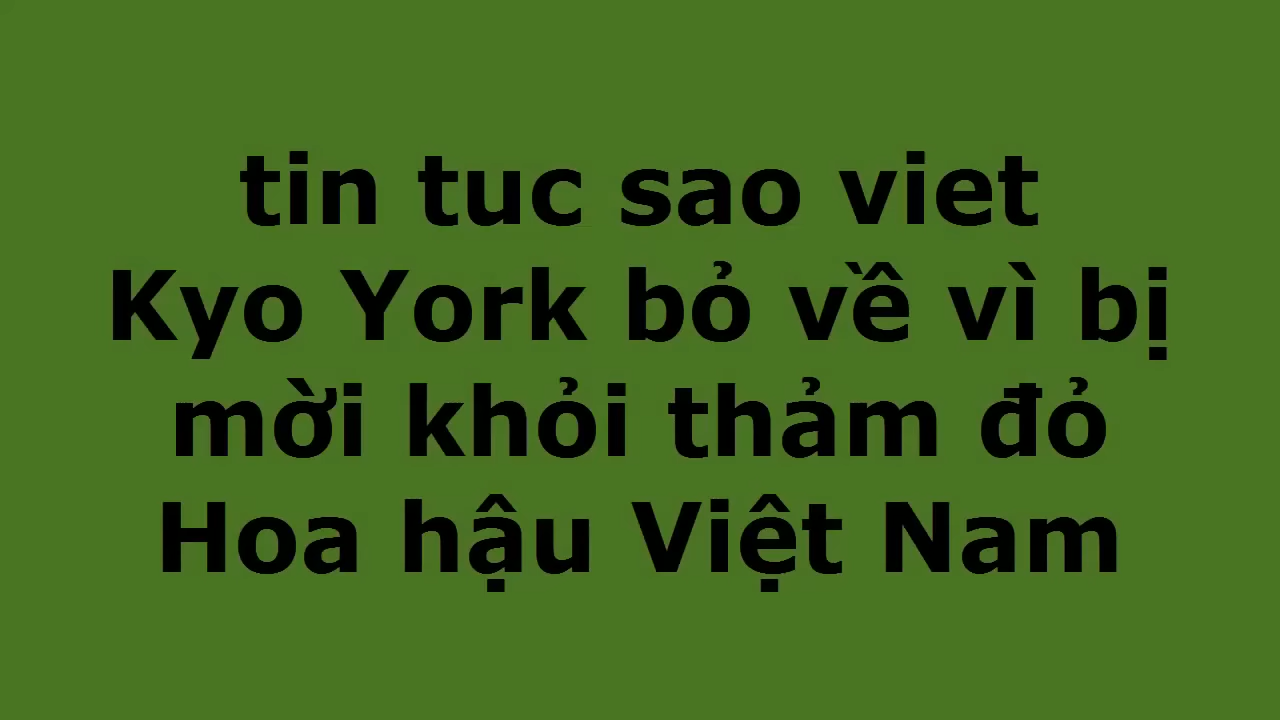 tin tuc sao viet
Kyo York bỏ về vì bị
mời khỏi thảm đỏ
Hoa hậu Việt Nam